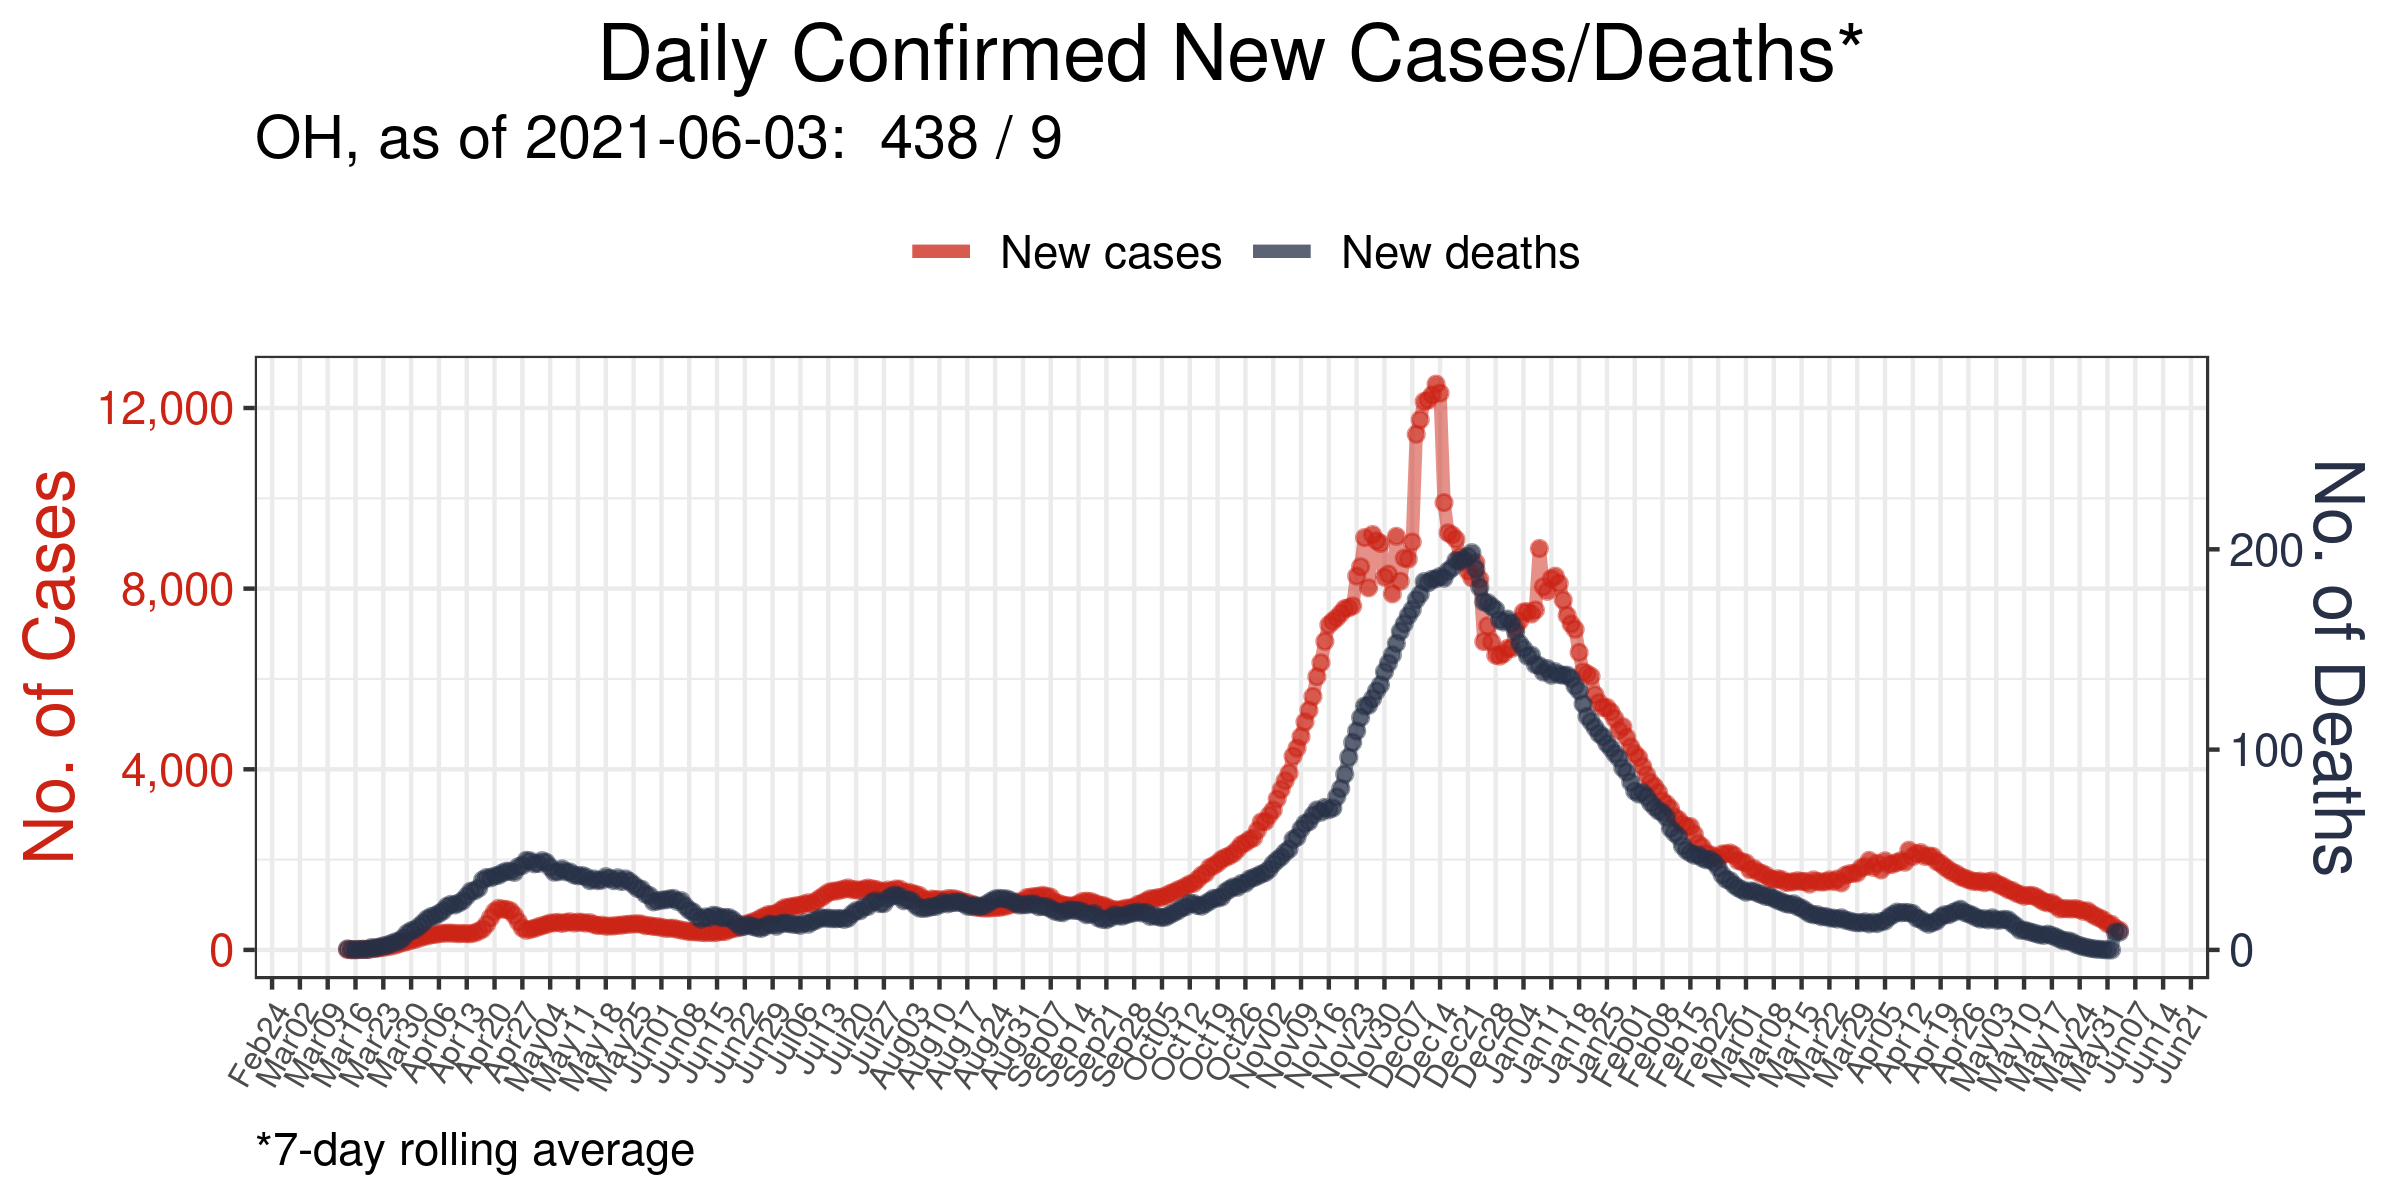 Daily Confirmed New Cases/Deaths*
OH, as of 2021-06-03:  438 / 9
New cases New deaths
No. of Cases
12,000
8,000
4,000
0
No. of Deaths
200
100
0
Feb24 Mar02 Mar09 Mar16 Mar23 Mar30 Apr06 Apr13 Apr20 Apr27 May04 May11 May18 May25 Jun01 Jun08 Jun15 Jun22 Jun29 Jul06 Jul13 Jul20 Jul27 Aug03 Aug10 Aug17 Aug24 Aug31 Sep07 Sep14 Sep21 Sep28 Oct05 Oct12 Oct19 Oct26 Nov02 Nov09 Nov16 Nov23 Nov30 Dec07 Dec14 Dec21 Dec28 Jan04 Jan11 Jan18 Jan25 Feb01 Feb08 Feb15 Feb22 Mar01 Mar08 Mar15 Mar22 Mar29 Apr05 Apr12 Apr19 Apr26 May03 May10 May17 May24 May31 Jun07 Jun14 Jun21
*7-day rolling average